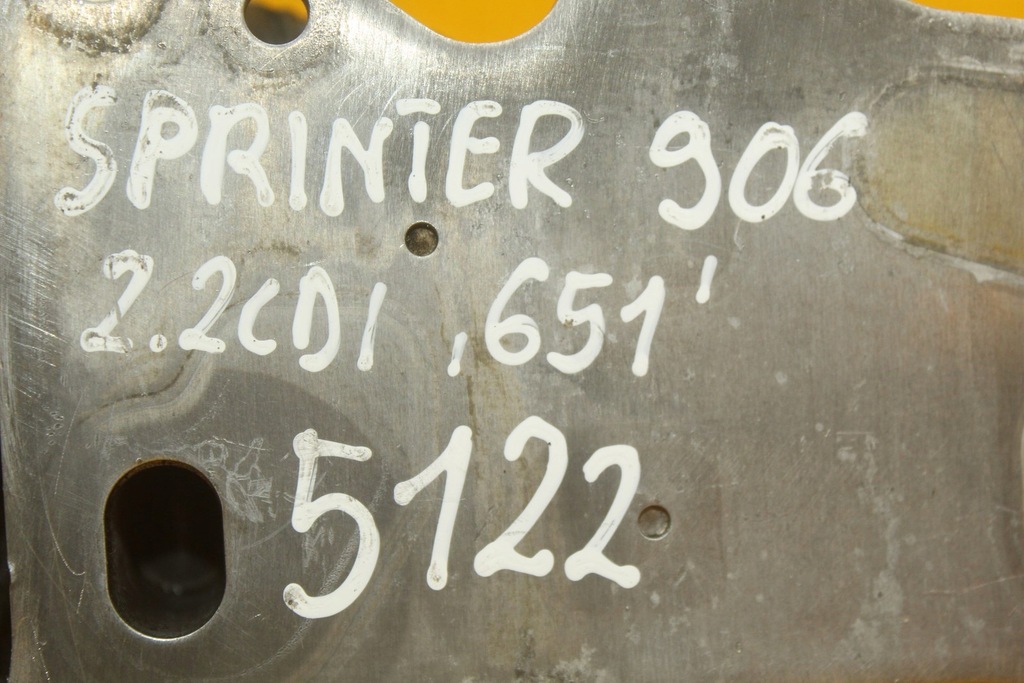 SPRINTER 906
2.2CDI ,651'
5122